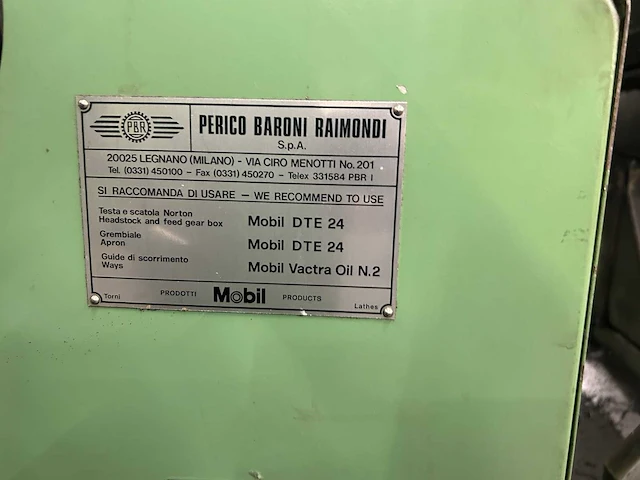 PBR
PERICO BARONI RAIMONDI
S.p.A.
20025 LEGNANO (MILANO) - VIA CIRO MENOTTI No. 201
Tel. (0331) 450100 - Fax (0331) 450270 - Telex 331584 PBR I
SI RACCOMANDA DI USARE - WE RECOMMEND TO USE
Testa e scatola Norton
Headstock and feed gear box Mobil DTE 24
Grembiale
Apron Mobil DTE 24
Guide di scorrimento
Ways Mobil Vactra Oil N.2
Torni PRODOTTI Mobil PRODUCTS Lathes